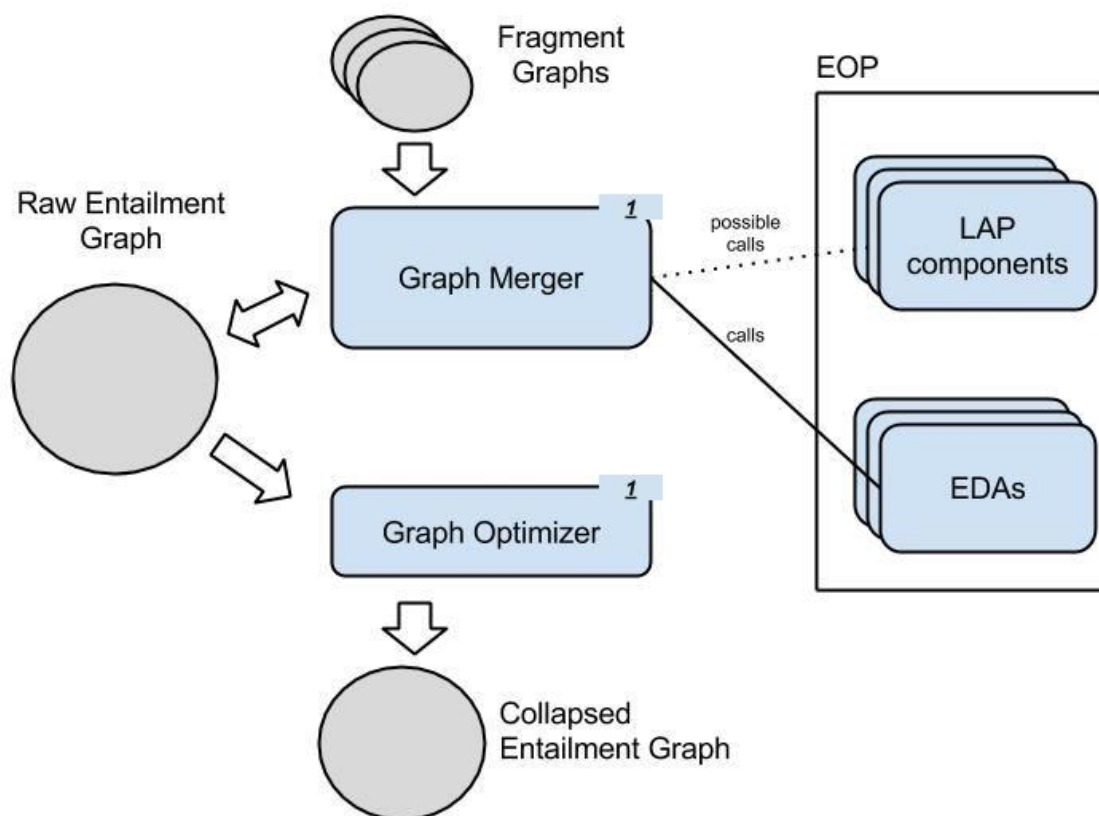 Fragment
Graphs
EOP
Raw Entailment
Graph
1
Graph Merger
possible
calls
LAP
components
calls
EDAs
1
Graph Optimizer
Collapsed
Entailment Graph